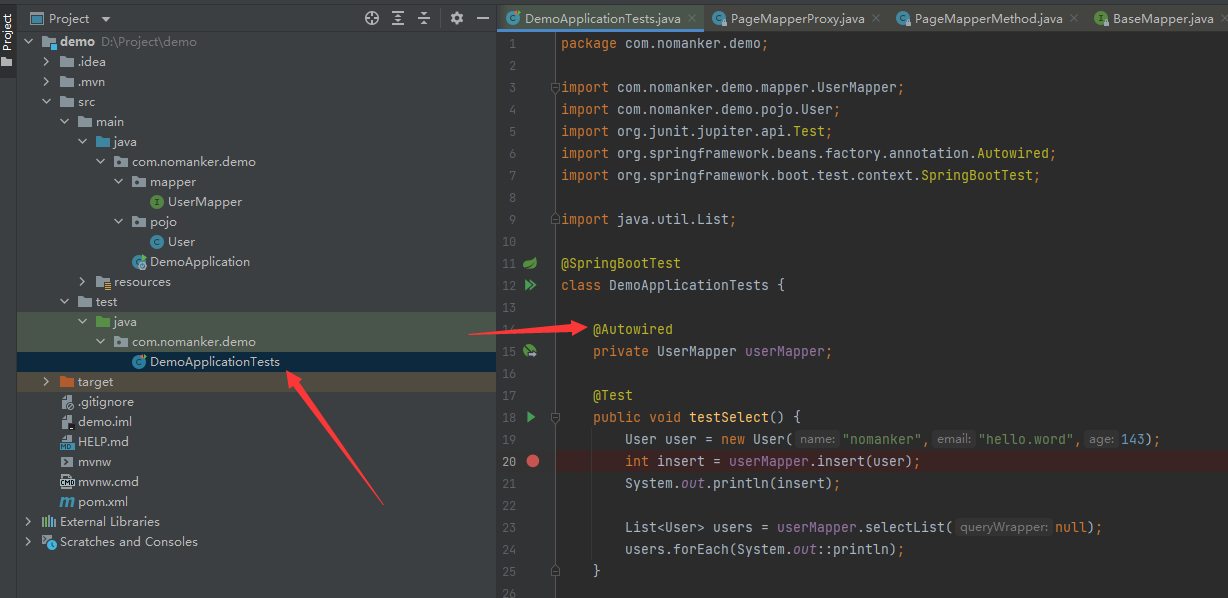 Project
Project
demo D:\Project\demo
.idea
.mvn
src
main
java
com.nomanker.demo
mapper
UserMapper
pojo
User
DemoApplication
resources
test
java
com.nomanker.demo
DemoApplicationTests
target
.gitignore
demo.iml
HELP.md
mvnw
mvnw.cmd
pom.xml
External Libraries
Scratches and Consoles
DemoApplicationTests.java PageMapperProxy.java PageMapperMethod.java BaseMapper.java
1 package com.nomanker.demo;
2
3 import com.nomanker.demo.mapper.UserMapper;
4 import com.nomanker.demo.pojo.User;
5 import org.junit.jupiter.api.Test;
6 import org.springframework.beans.factory.annotation.Autowired;
7 import org.springframework.boot.test.context.SpringBootTest;
8
9 import java.util.List;
10
11 @SpringBootTest
12 class DemoApplicationTests {
13
14 @Autowired
15 private UserMapper userMapper;
16
17 @Test
18 public void testSelect() {
19 User user = new User( name: "nomanker", email: "hello.word", age: 143);
20 int insert = userMapper.insert(user);
21 System.out.println(insert);
22
23 List<User> users = userMapper.selectList( queryWrapper: null);
24 users.forEach(System.out::println);
25 }
26